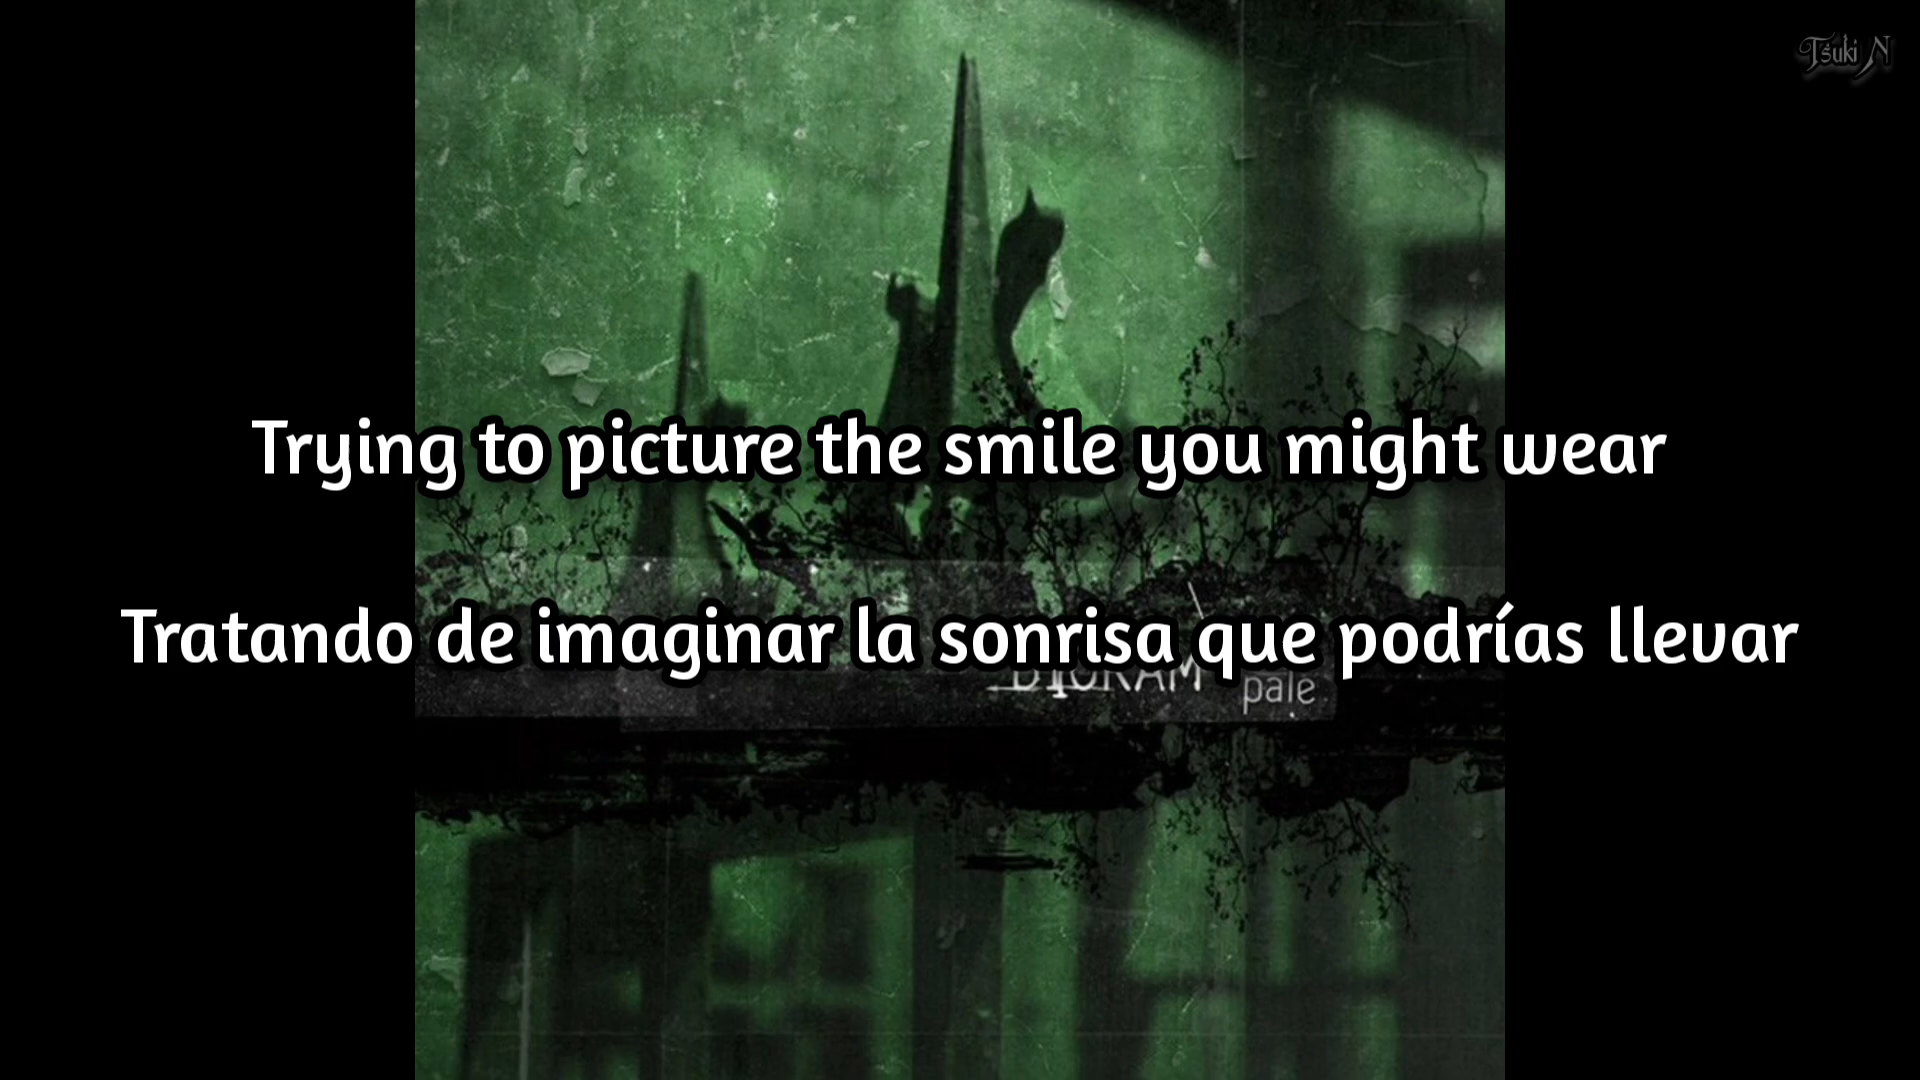 Tsuki N
Trying to picture the smile you might wear
Tratando de imaginar la sonrisa que podrías llevar
pale